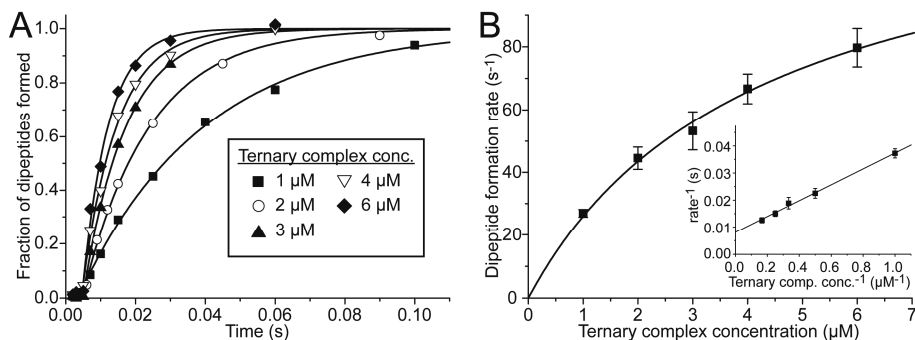 A
Fraction of dipeptides formed
1.0
0.8
0.6
0.4
0.2
0.0
0.00 0.02 0.04 0.06 0.08 0.10
Time (s)
Ternary complex conc.
1 µM
2 µM
3 µM
4 µM
6 µM
B
Dipeptide formation rate (s-1)
80
60
40
20
0
0 1 2 3 4 5 6 7
Ternary complex concentration (µM)
rate-1 (s)
0.04
0.03
0.02
0.01
0.00
0.0 0.2 0.4 0.6 0.8 1.0
Ternary comp. conc.-1 (µM-1)